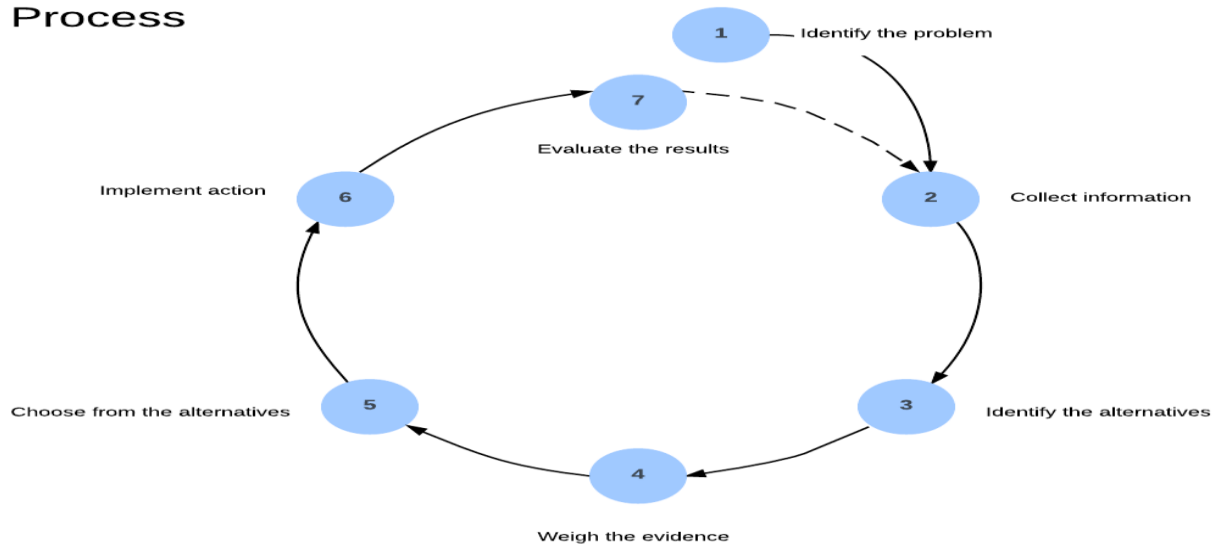 Process
1
Identify the problem
7
Evaluate the results
Implement action
6
2
Collect information
Choose from the alternatives
5
3
Identify the alternatives
4
Weigh the evidence